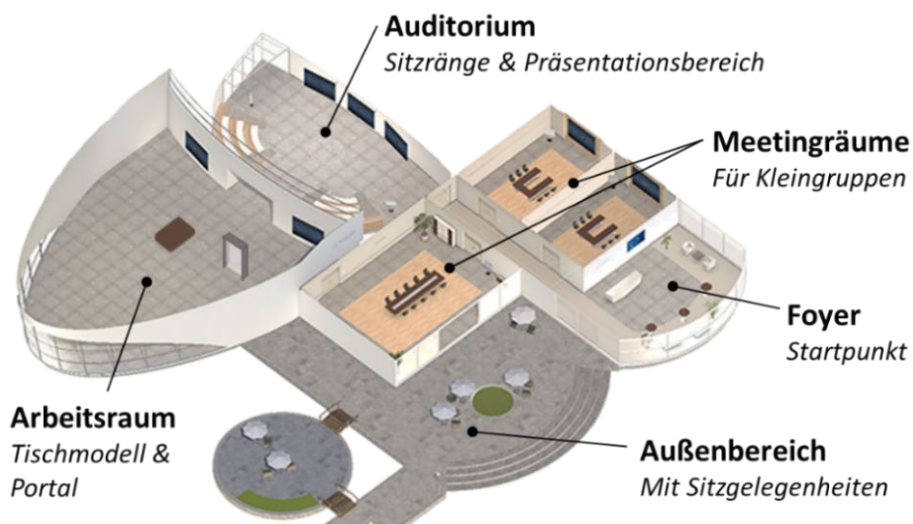 Auditorium
Sitzränge & Präsentationsbereich
Meetingräume
Für Kleingruppen
Foyer
Startpunkt
Arbeitsraum
Tischmodell &
Portal
Außenbereich
Mit Sitzgelegenheiten